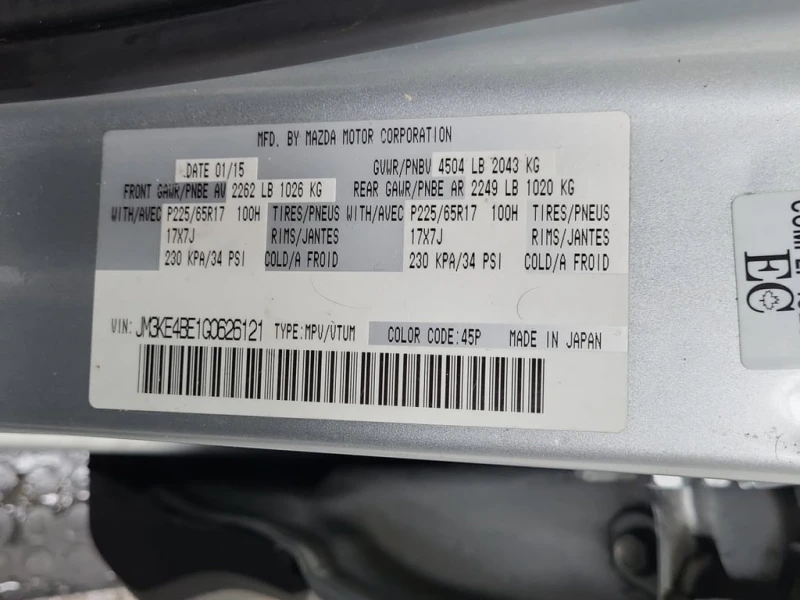 MFD. BY MAZDA MOTOR CORPORATION
DATE 01/15 GVWR/PNBV 4504 LB 2043 KG
FRONT GAWR/PNBE AV 2262 LB 1026 KG REAR GAWR/PNBE AR 2249 LB 1020 KG
WITH/AVEC P225/65R17 100H TIRES/PNEUS WITH/AVEC P225/65R17 100H TIRES/PNEUS
17X7J RIMS/JANTES 17X7J RIMS/JANTES
230 KPA/34 PSI COLD/A FROID 230 KPA/34 PSI COLD/A FROID
VIN: JM3KE4BE1G0626121 TYPE:MPV/VTUM COLOR CODE:45P MADE IN JAPAN
EC